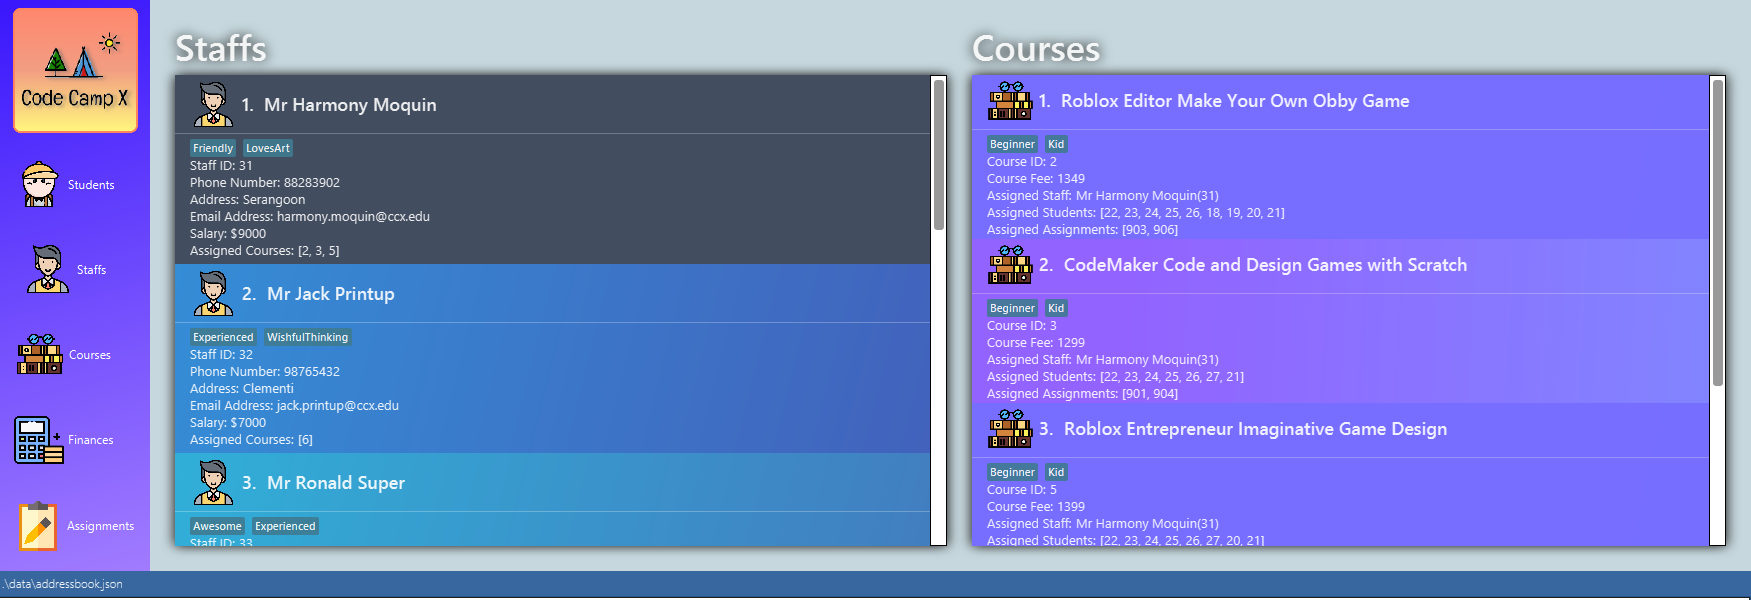 Code Camp X
Students
Staffs
Courses
Finances
Assignments
Staffs
1. Mr Harmony Moquin
Friendly LovesArt
Staff ID: 31
Phone Number: 88283902
Address: Serangoon
Email Address: harmony.moquin@ccx.edu
Salary: $9000
Assigned Courses: [2, 3, 5]
2. Mr Jack Printup
Experienced WishfulThinking
Staff ID: 32
Phone Number: 98765432
Address: Clementi
Email Address: jack.printup@ccx.edu
Salary: $7000
Assigned Courses: [6]
3. Mr Ronald Super
Awesome Experienced
Staff ID: 33
Courses
1. Roblox Editor Make Your Own Obby Game
Beginner Kid
Course ID: 2
Course Fee: 1349
Assigned Staff: Mr Harmony Moquin(31)
Assigned Students: [22, 23, 24, 25, 26, 18, 19, 20, 21]
Assigned Assignments: [903, 906]
2. CodeMaker Code and Design Games with Scratch
Beginner Kid
Course ID: 3
Course Fee: 1299
Assigned Staff: Mr Harmony Moquin(31)
Assigned Students: [22, 23, 24, 25, 26, 27, 21]
Assigned Assignments: [901, 904]
3. Roblox Entrepreneur Imaginative Game Design
Beginner Kid
Course ID: 5
Course Fee: 1399
Assigned Staff: Mr Harmony Moquin(31)
Assigned Students: [22, 23, 24, 25, 26, 27, 20, 21]
.\data\addressbook.json